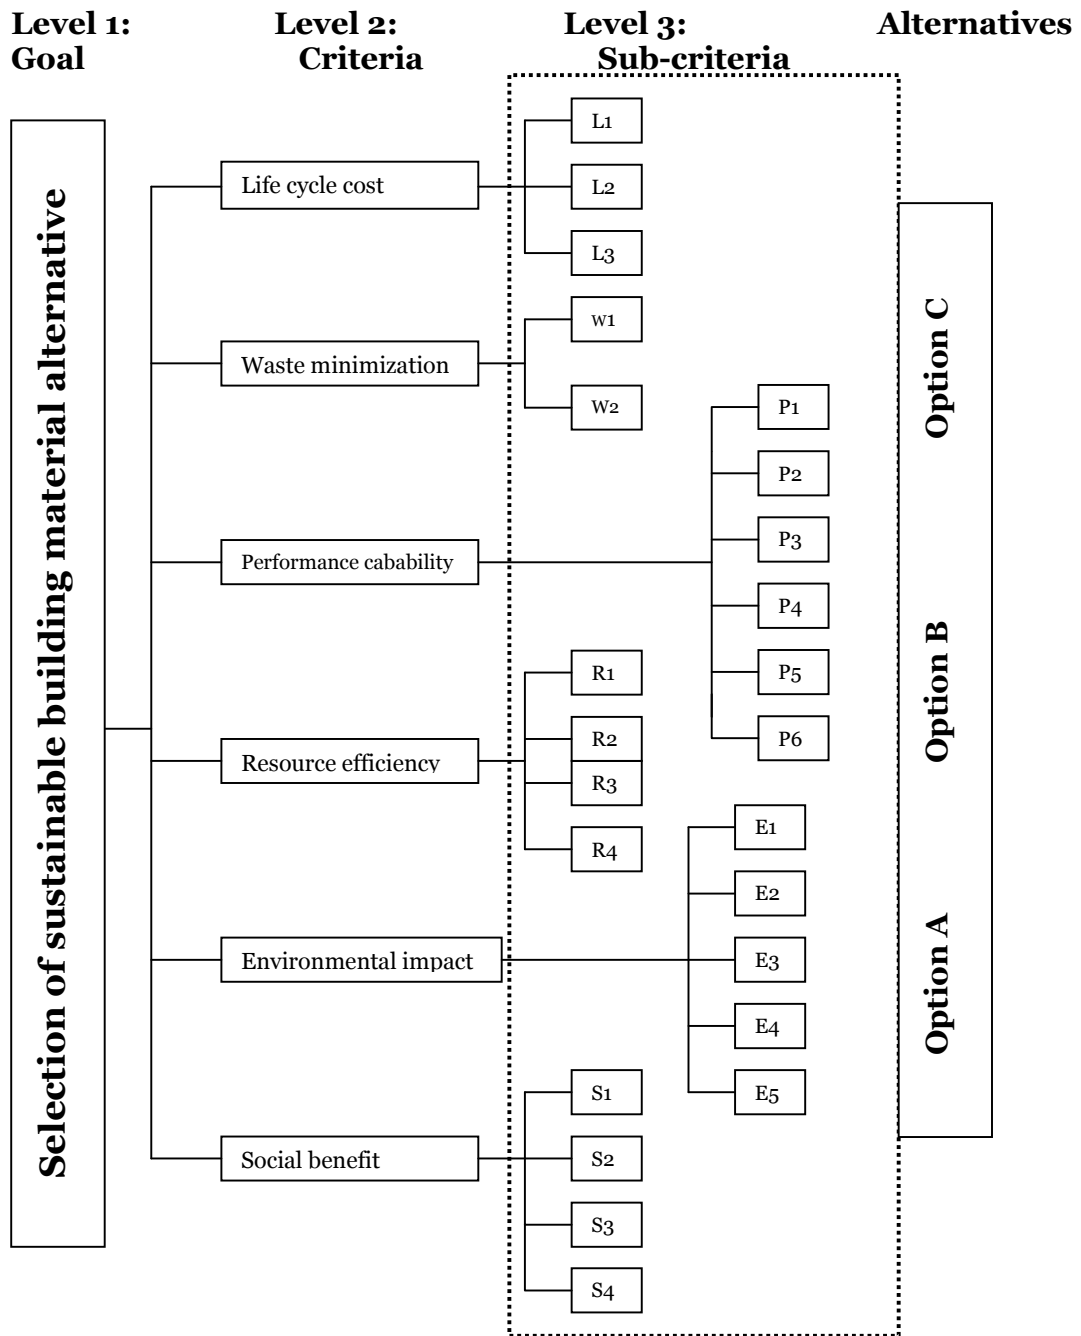 Level 1:
Goal
Level 2:
Criteria
Level 3:
Sub-criteria
Alternatives
Selection of sustainable building material alternative
Life cycle cost
Waste minimization
Performance cabability
Resource efficiency
Environmental impact
Social benefit
L1
L2
L3
W1
W2
P1
P2
P3
P4
P5
P6
R1
R2
R3
R4
E1
E2
E3
E4
E5
S1
S2
S3
S4
Option C
Option B
Option A